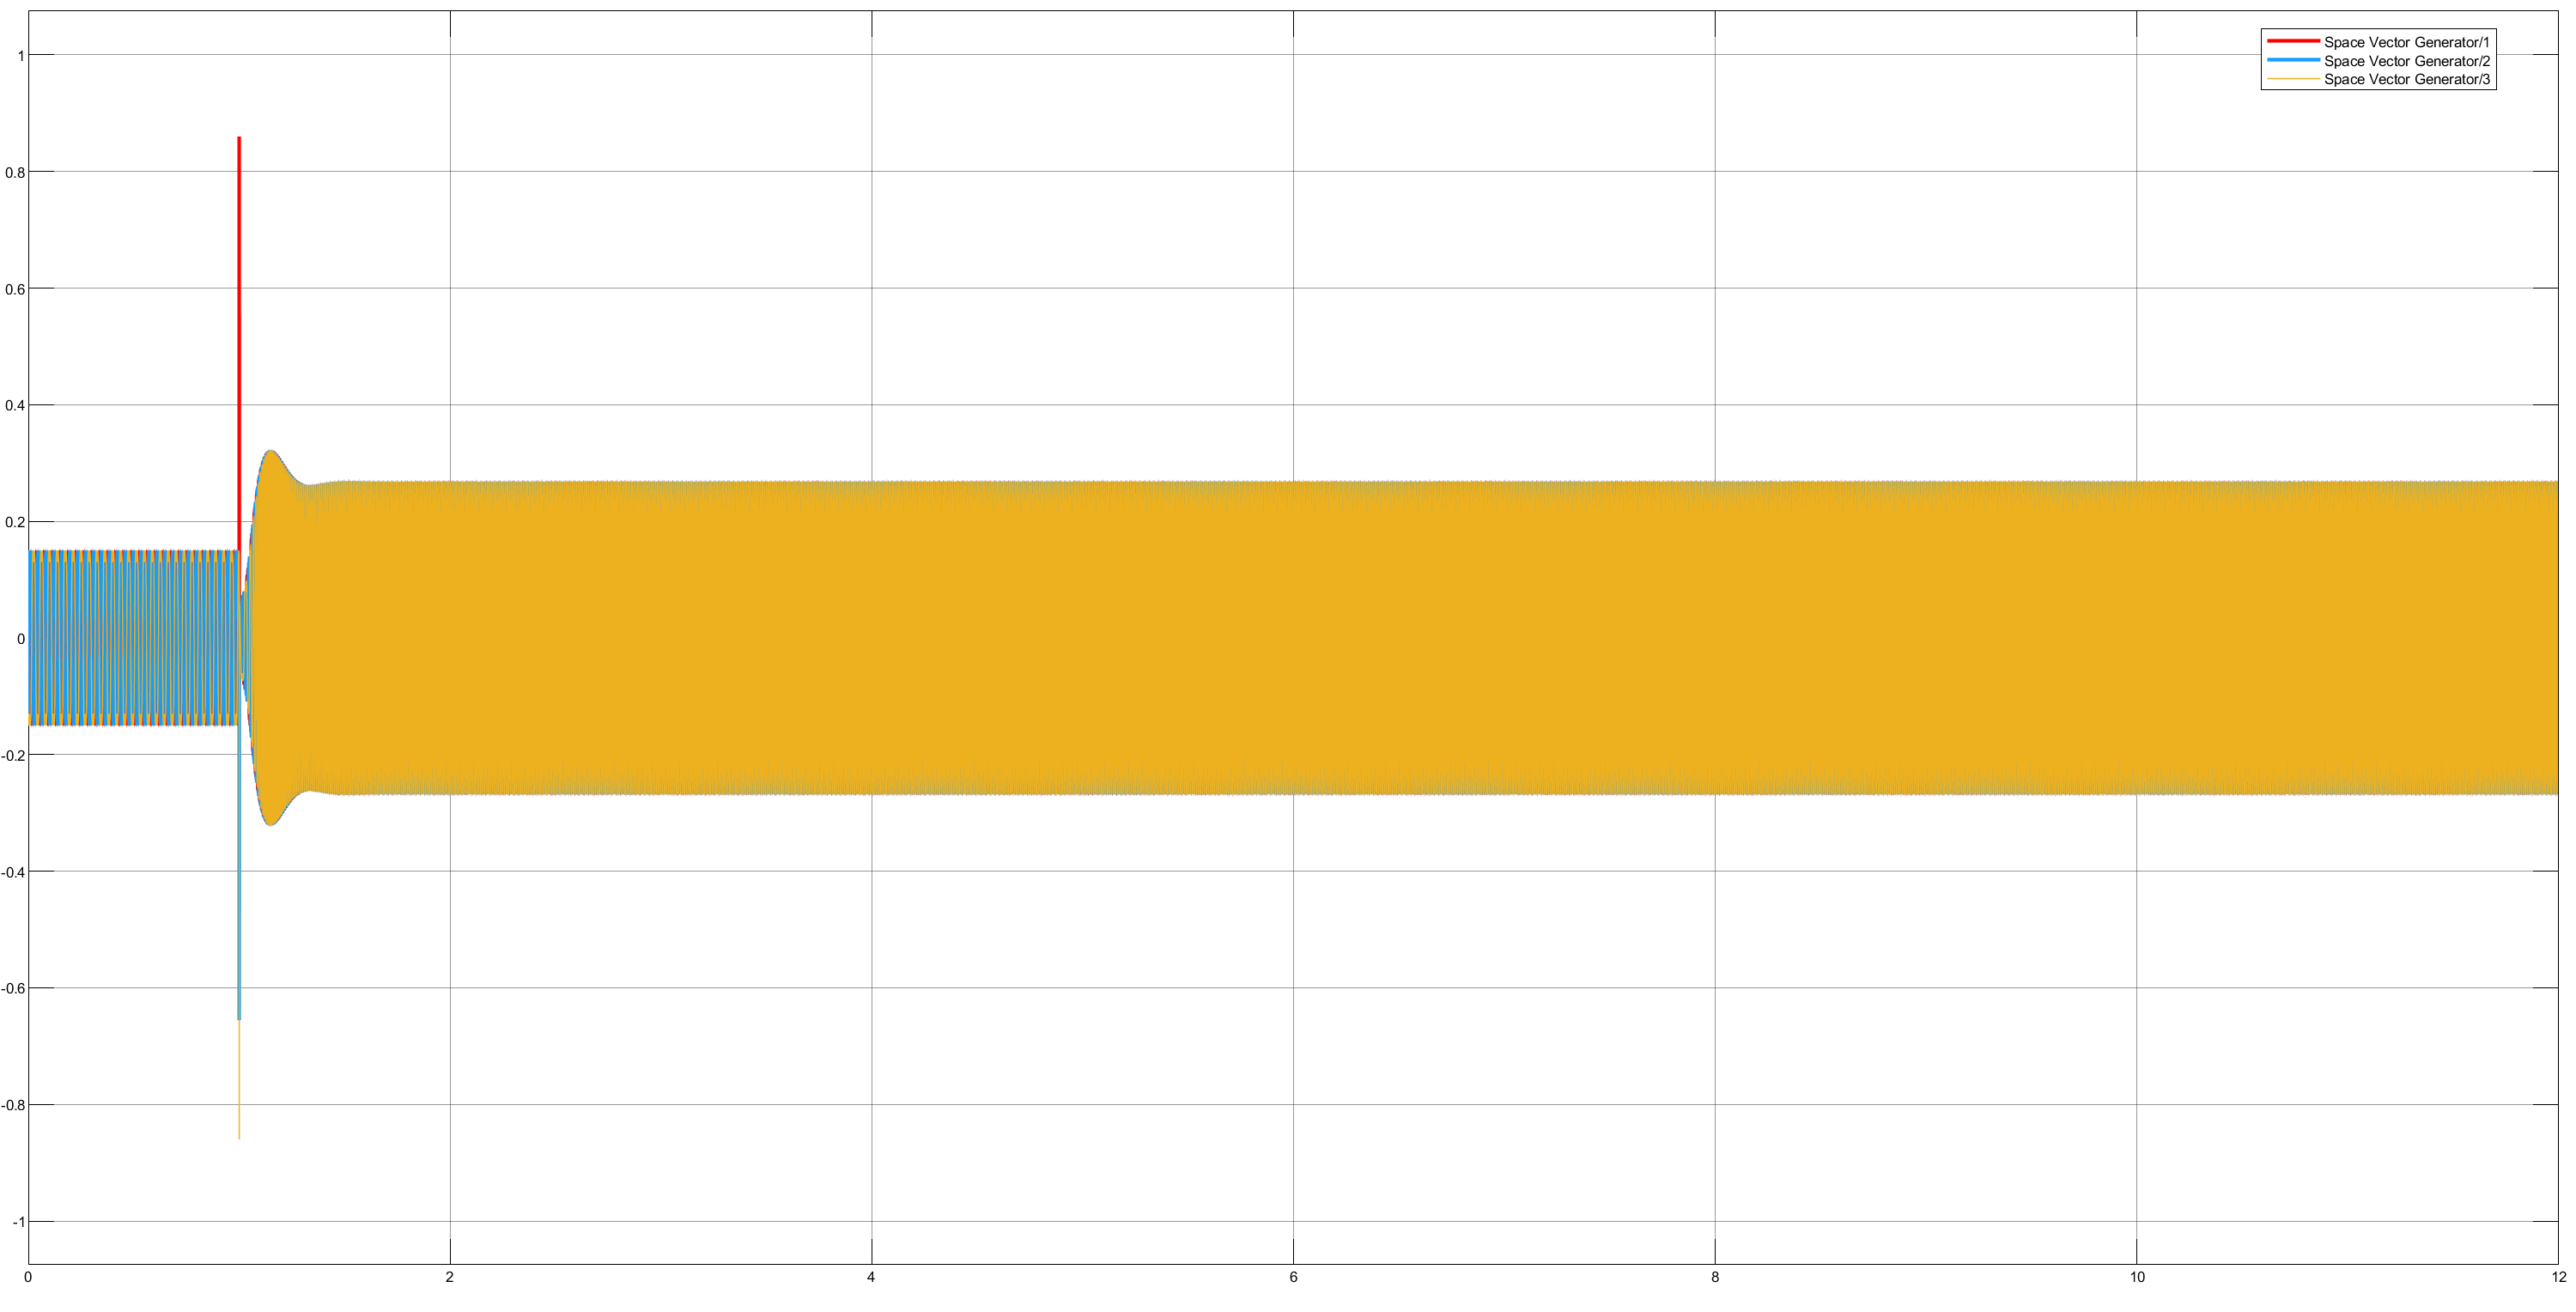 Space Vector Generator/1
Space Vector Generator/2
Space Vector Generator/3
1
0.8
0.6
0.4
0.2
0
-0.2
-0.4
-0.6
-0.8
-1
0 2 4 6 8 10 12